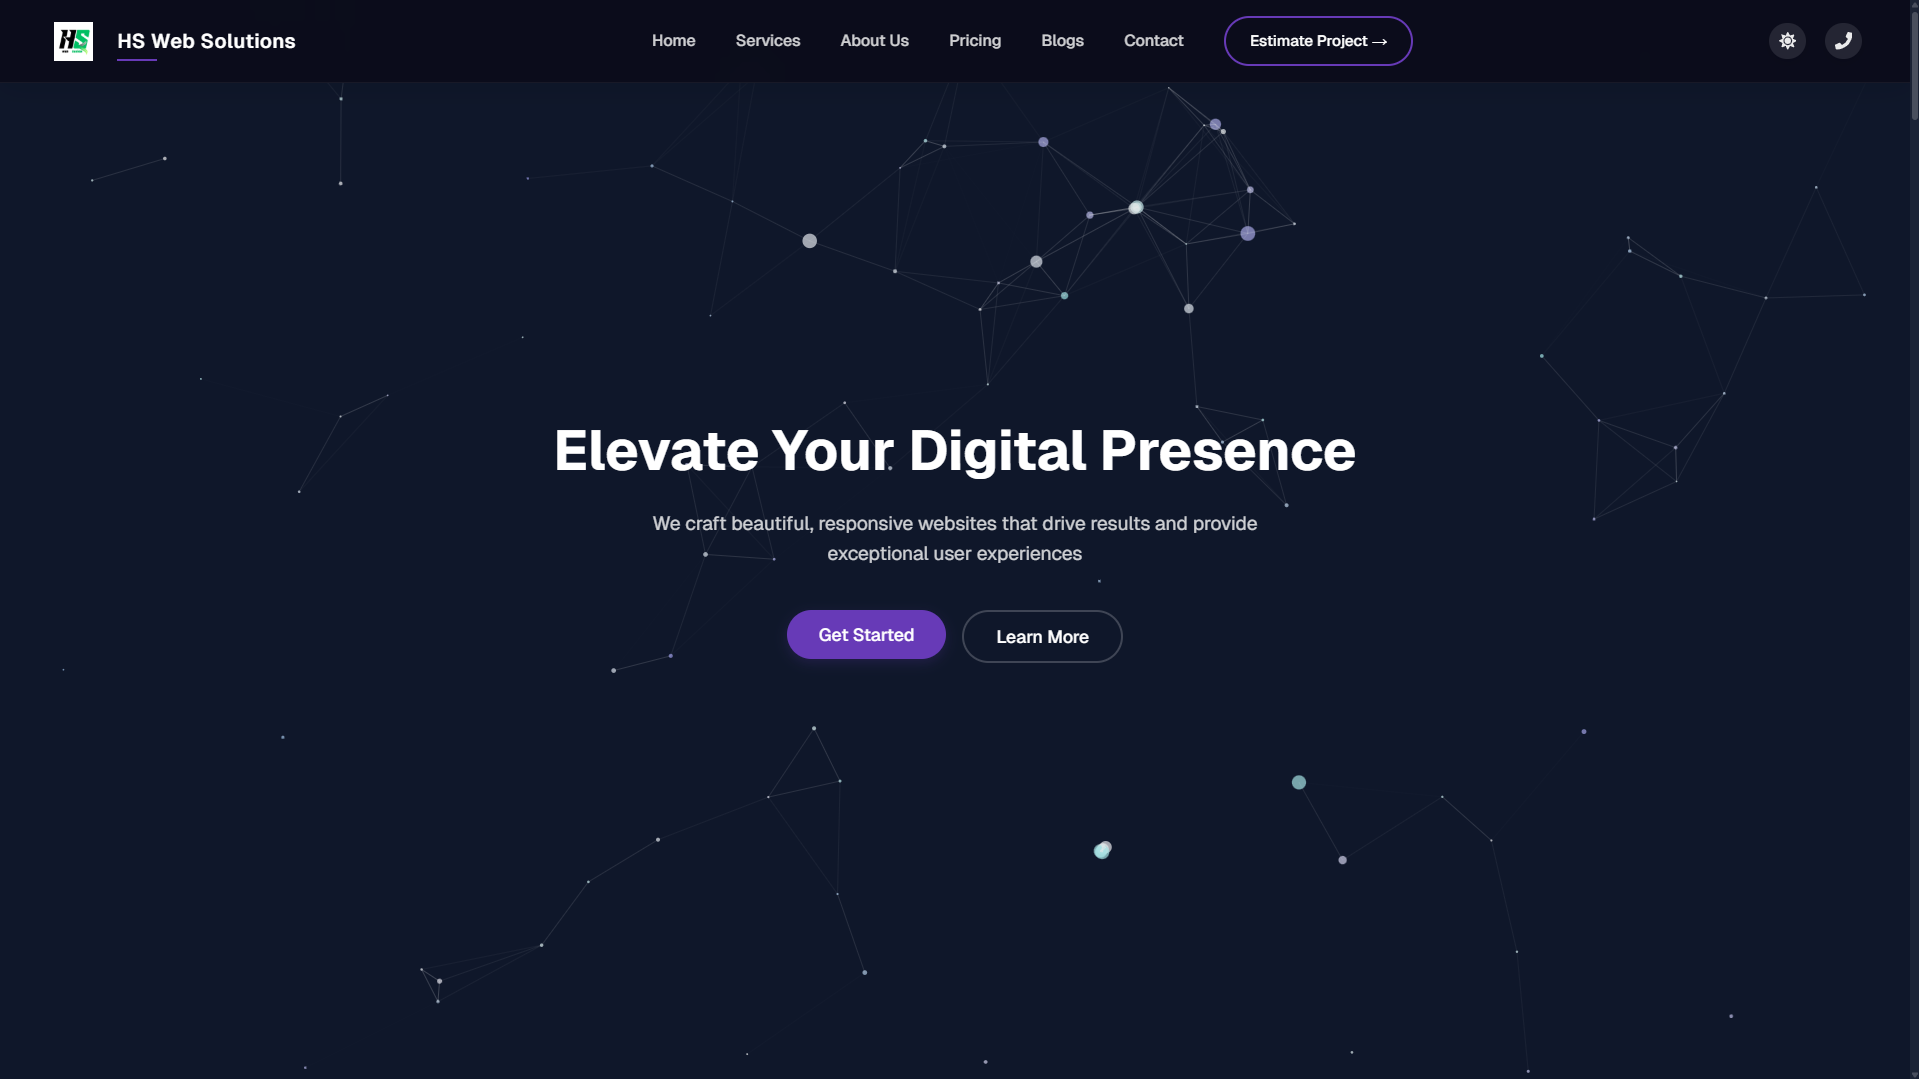 HS
HS Web Solutions
Home
Services
About Us
Pricing
Blogs
Contact
Estimate Project →
Elevate Your Digital Presence
We craft beautiful, responsive websites that drive results and provide
exceptional user experiences
Get Started
Learn More